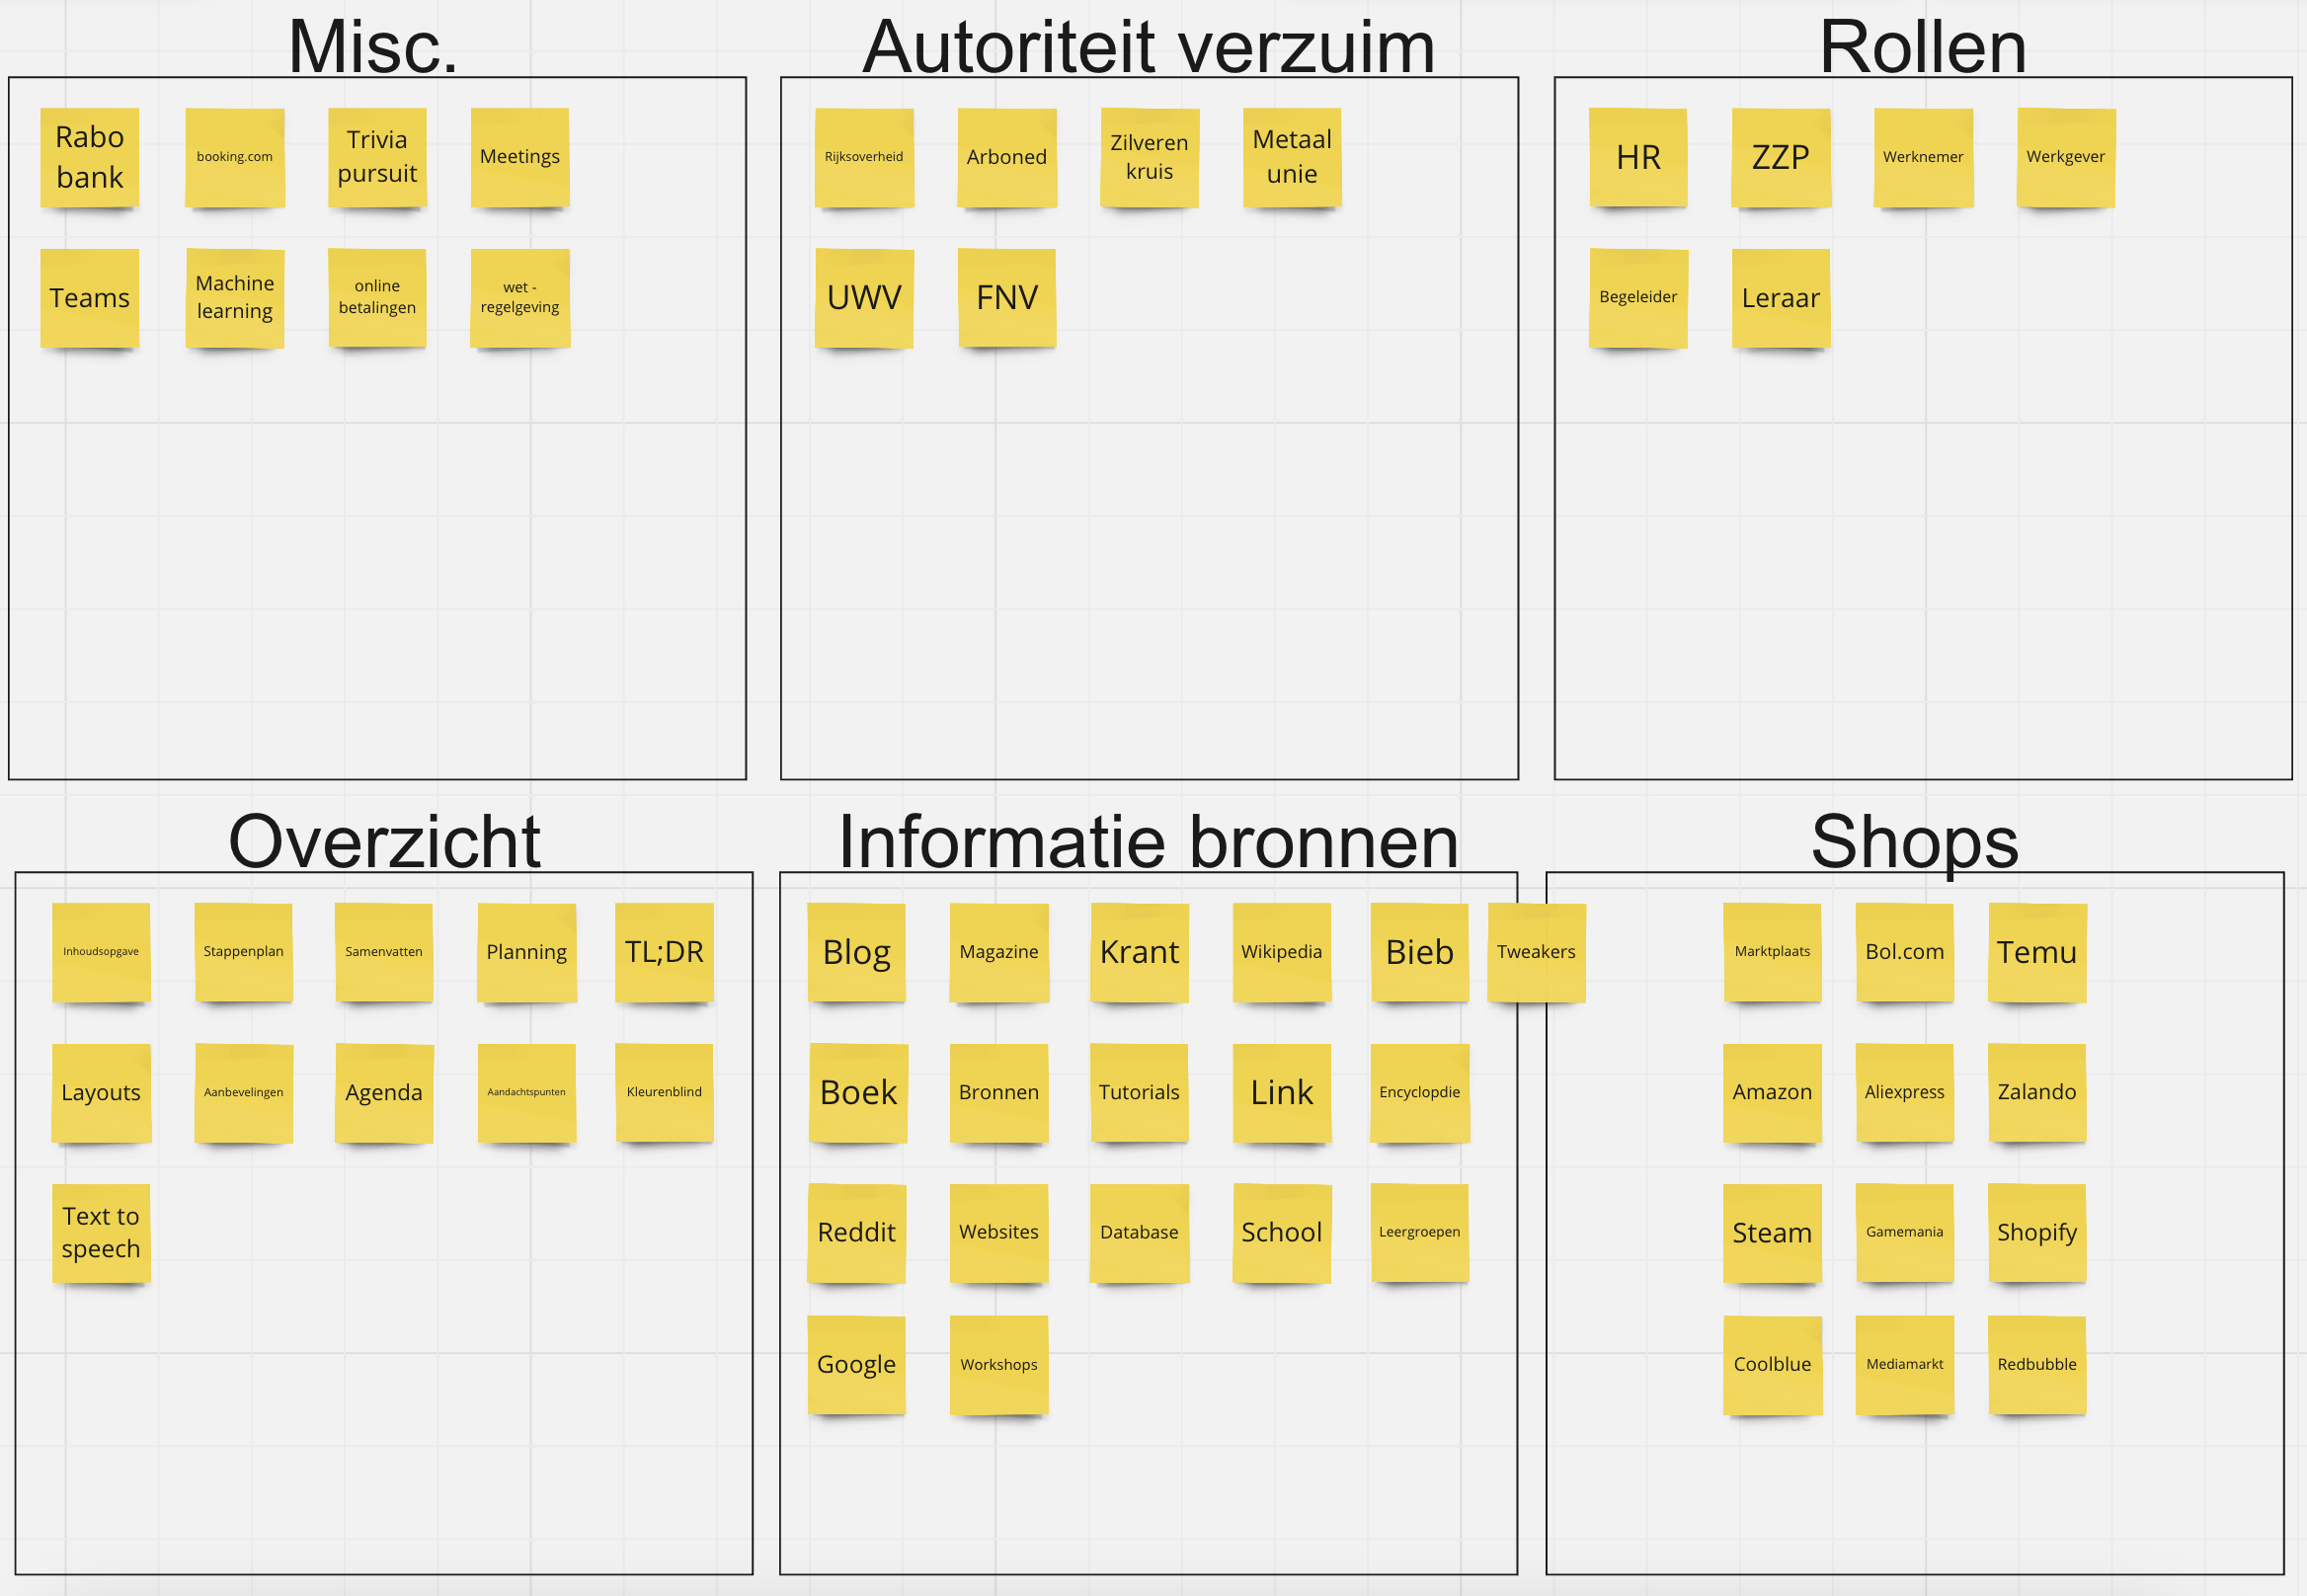 Misc.
Autoriteit verzuim
Rollen
Rabo
bank
booking.com
Trivia
pursuit
Meetings
Teams
Machine
learning
online
betalingen
wet -
regelgeving
Rijksoverheid
Arboned
Zilveren
kruis
Metaal
unie
UWV
FNV
HR
ZZP
Werknemer
Werkgever
Begeleider
Leraar
Overzicht
Informatie bronnen
Shops
Inhoudsopgave
Stappenplan
Samenvatten
Planning
TL;DR
Layouts
Aanbevelingen
Agenda
Aandachtspunten
Kleurenblind
Text to
speech
Blog
Magazine
Krant
Wikipedia
Bieb
Tweakers
Boek
Bronnen
Tutorials
Link
Encyclopdie
Reddit
Websites
Database
School
Leergroepen
Google
Workshops
Marktplaats
Bol.com
Temu
Amazon
Aliexpress
Zalando
Steam
Gamemania
Shopify
Coolblue
Mediamarkt
Redbubble